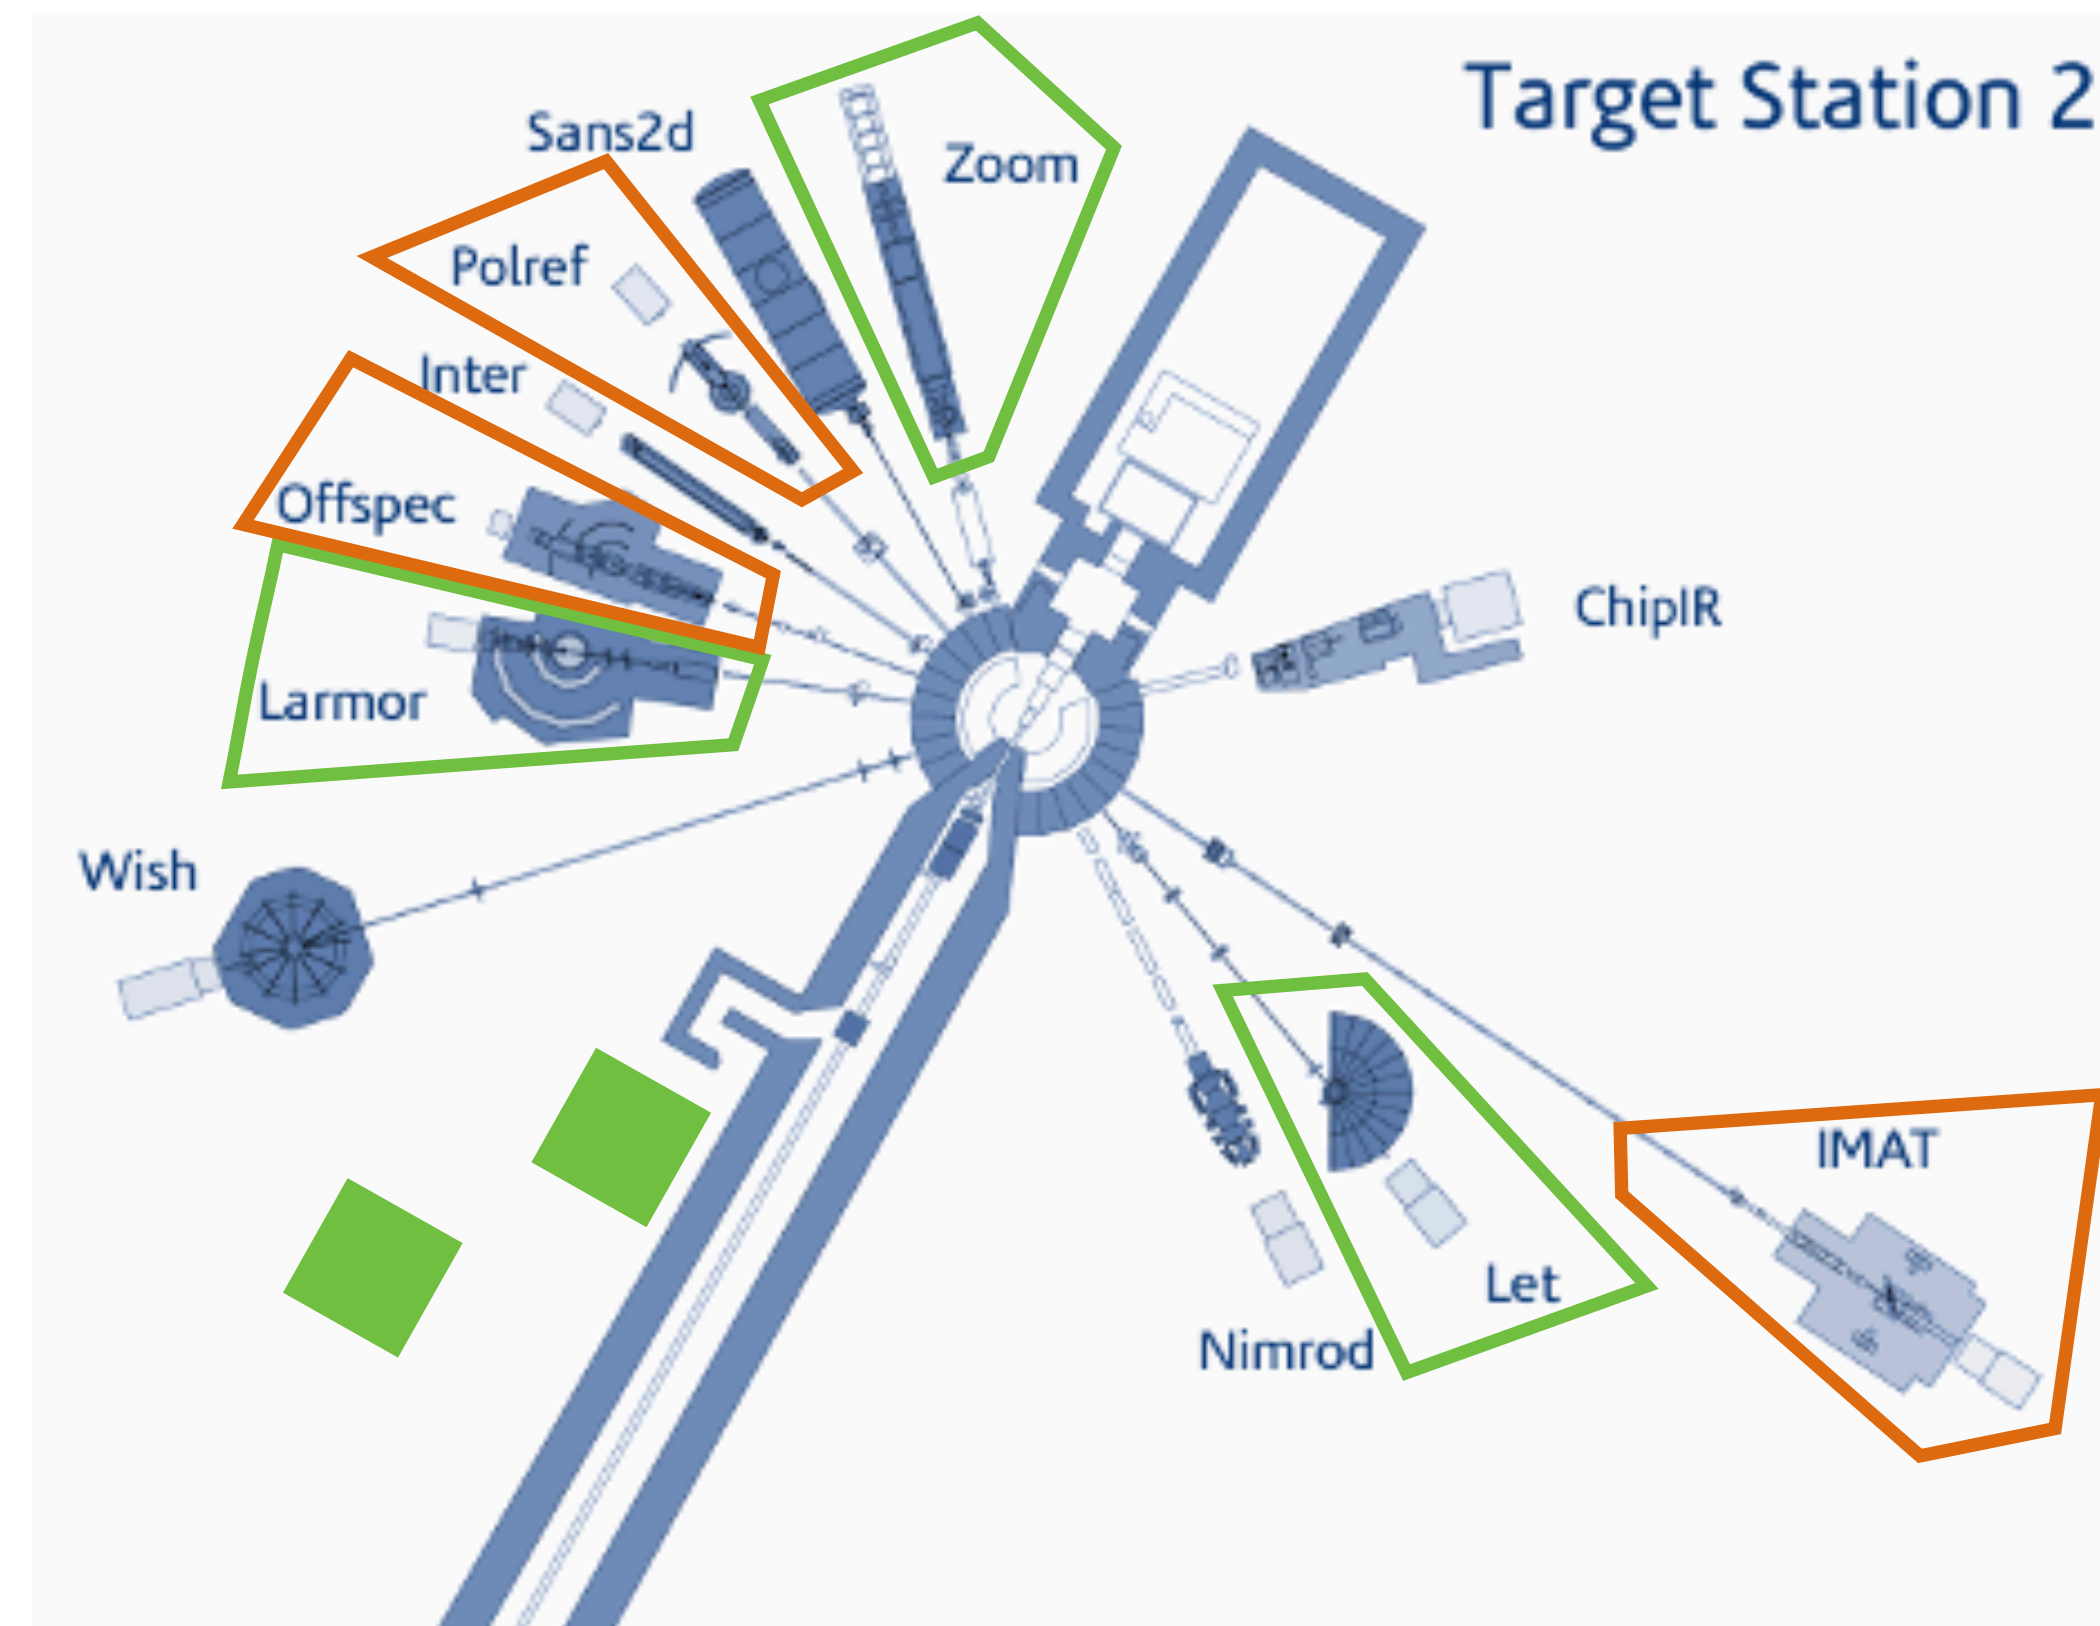 Target Station 2
Sans2d
Zoom
Polref
Inter
Offspec
ChipIR
Larmor
Wish
IMAT
Let
Nimrod